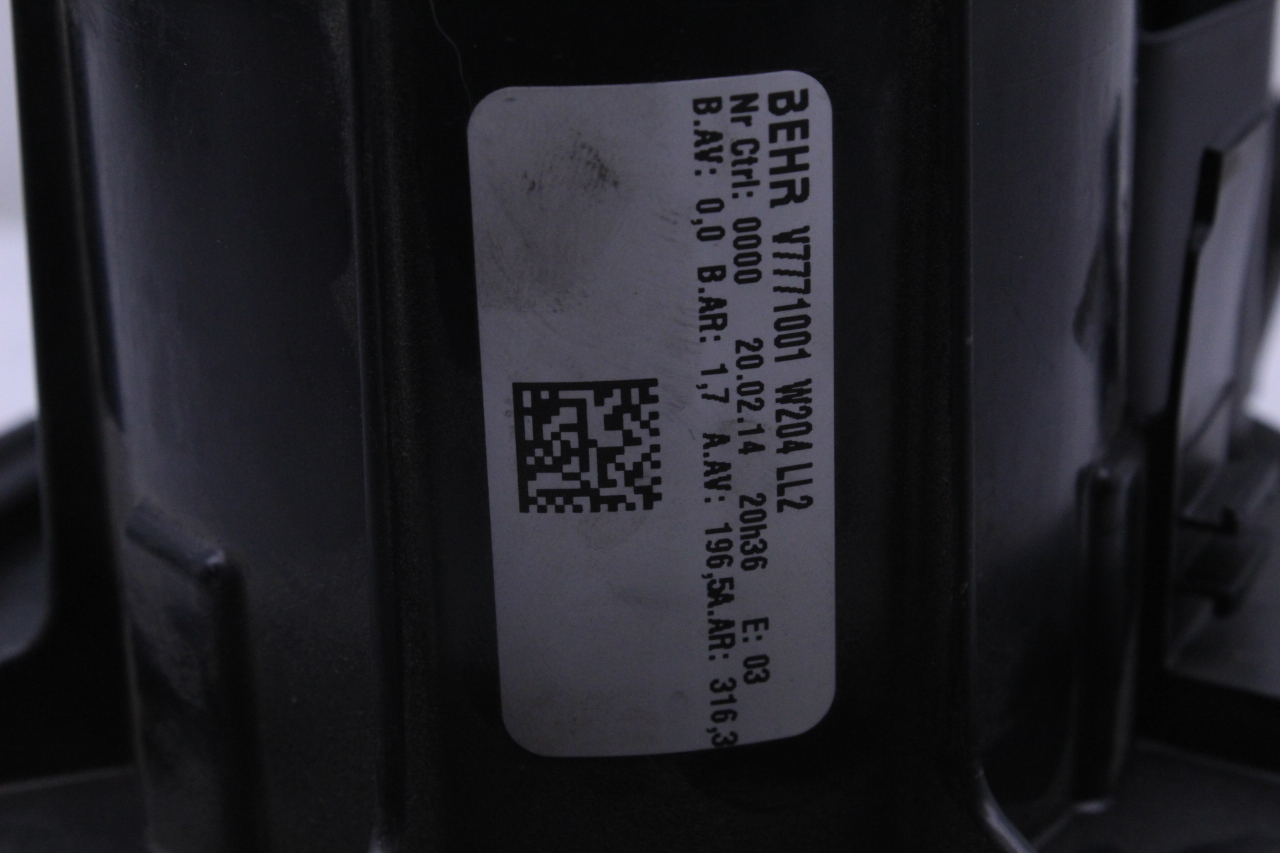 BEHR V7771001 W204 LL2
Nr Ctrl: 0000 20.02.14 20h36 E: 03
B.AV: 0,0 B.AR: 1,7 A.AV: 196,5A.AR: 316,3